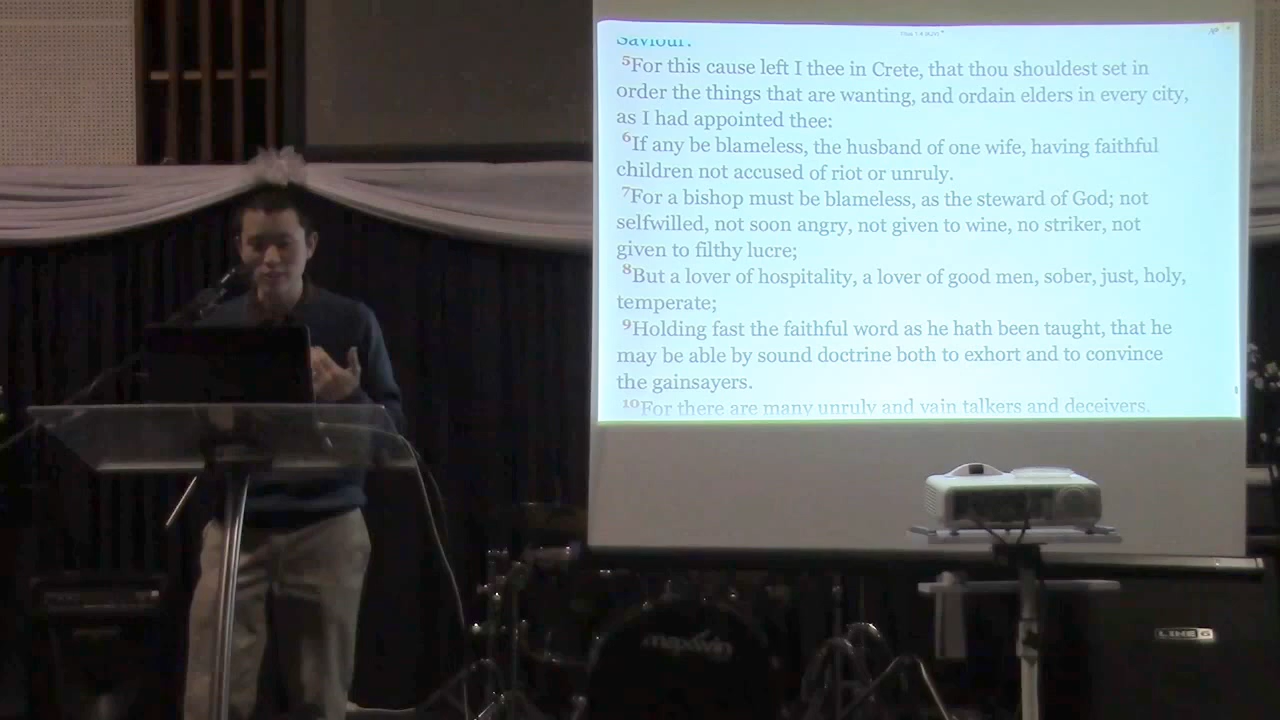 Saviour.
⁵For this cause left I thee in Crete, that thou shouldest set in
order the things that are wanting, and ordain elders in every city,
as I had appointed thee:
⁶If any be blameless, the husband of one wife, having faithful
children not accused of riot or unruly.
⁷For a bishop must be blameless, as the steward of God; not
selfwilled, not soon angry, not given to wine, no striker, not
given to filthy lucre;
⁸But a lover of hospitality, a lover of good men, sober, just, holy,
temperate;
⁹Holding fast the faithful word as he hath been taught, that he
may be able by sound doctrine both to exhort and to convince
the gainsayers.
¹⁰For there are many unruly and vain talkers and deceivers,
LINE 6